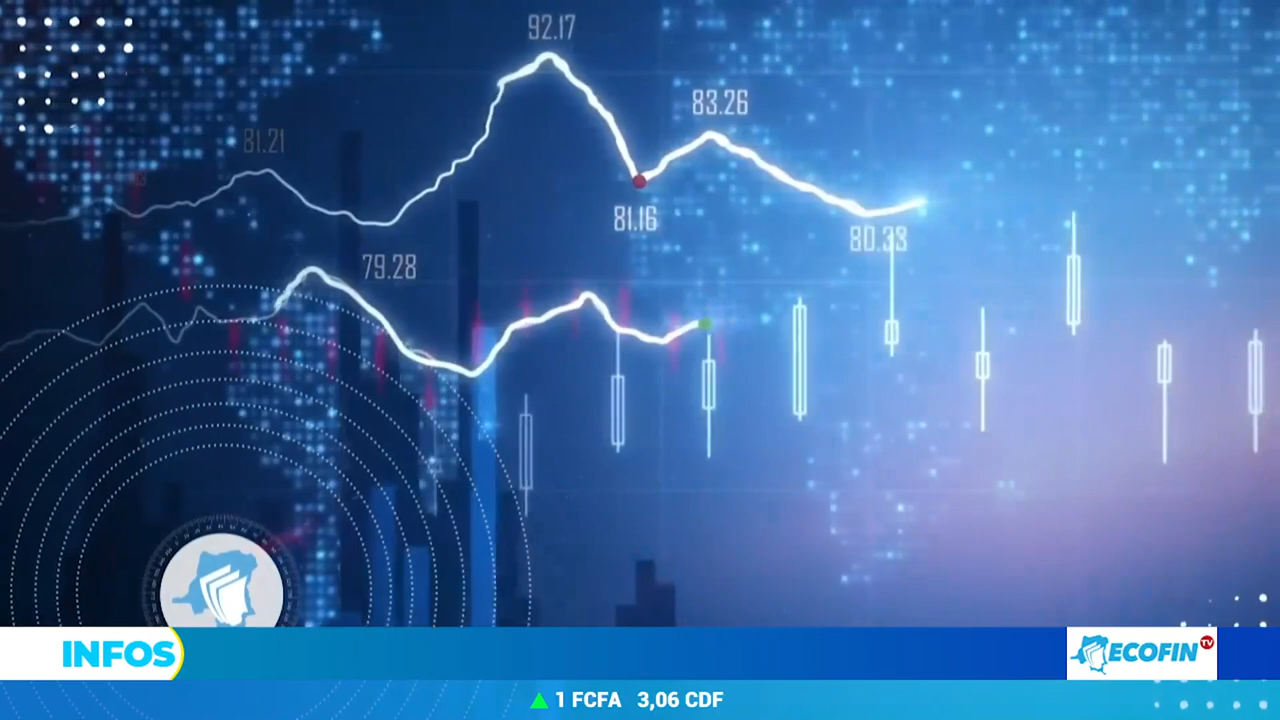 92.17
83.26
81.21
81.16
80.33
79.28
INFOS
ECOFIN TV
1 FCFA 3,06 CDF